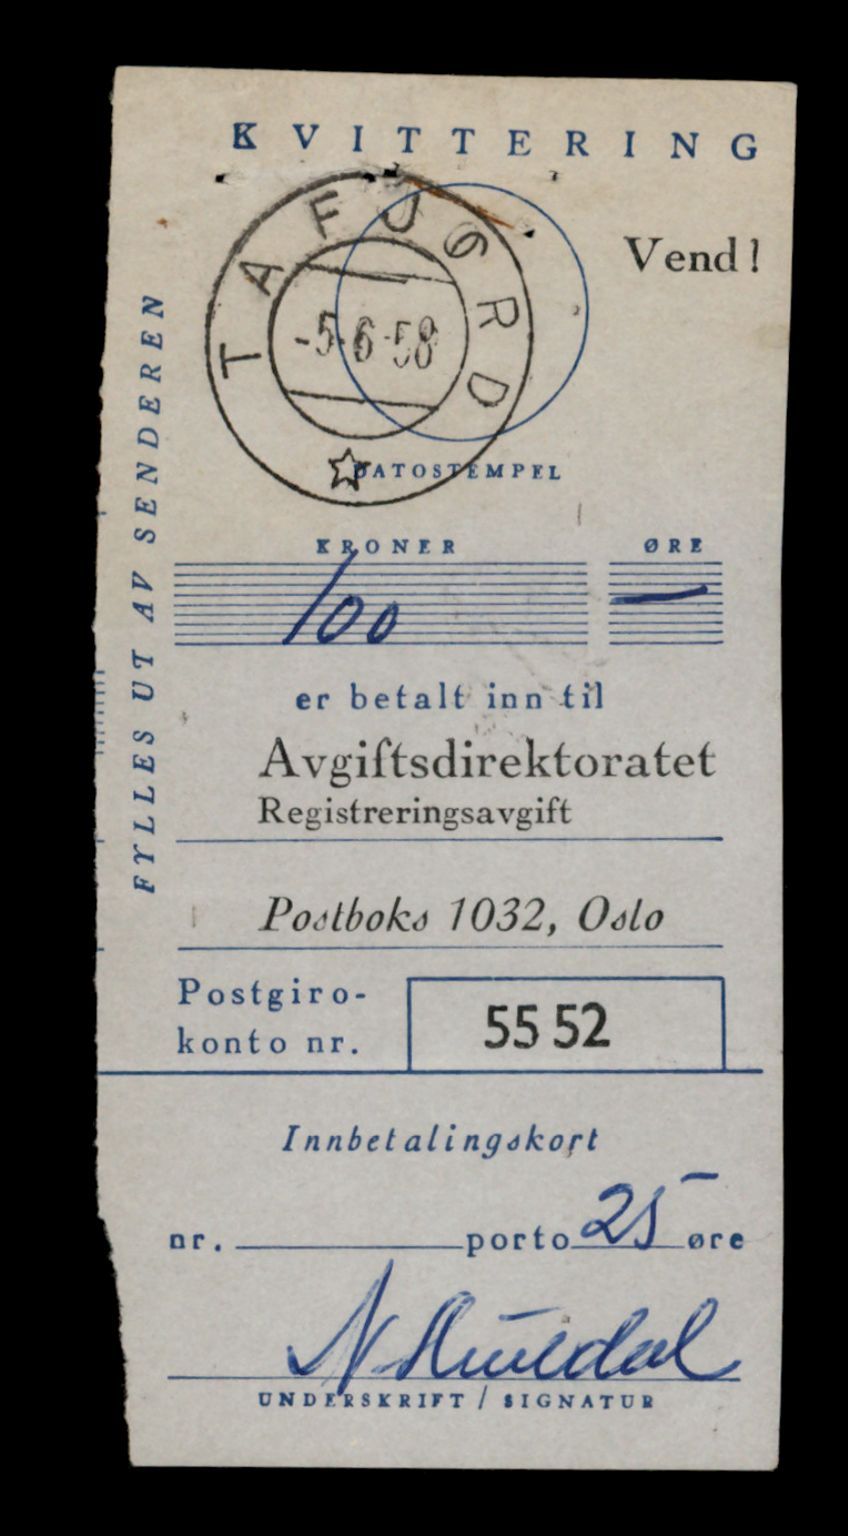 KVITTERING
Vend!
TAFJØRD
-5-6-58
DATOSTEMPEL
FYLLES UT AV SENDEREN
KRONER ØRE
100 —
er betalt inn til
Avgiftsdirektoratet
Registreringsavgift
Postboks 1032, Oslo
Postgiro-
konto nr.
55 52
Innbetalingskort
nr. porto 25 øre
N
UNDERSKRIFT / SIGNATUR